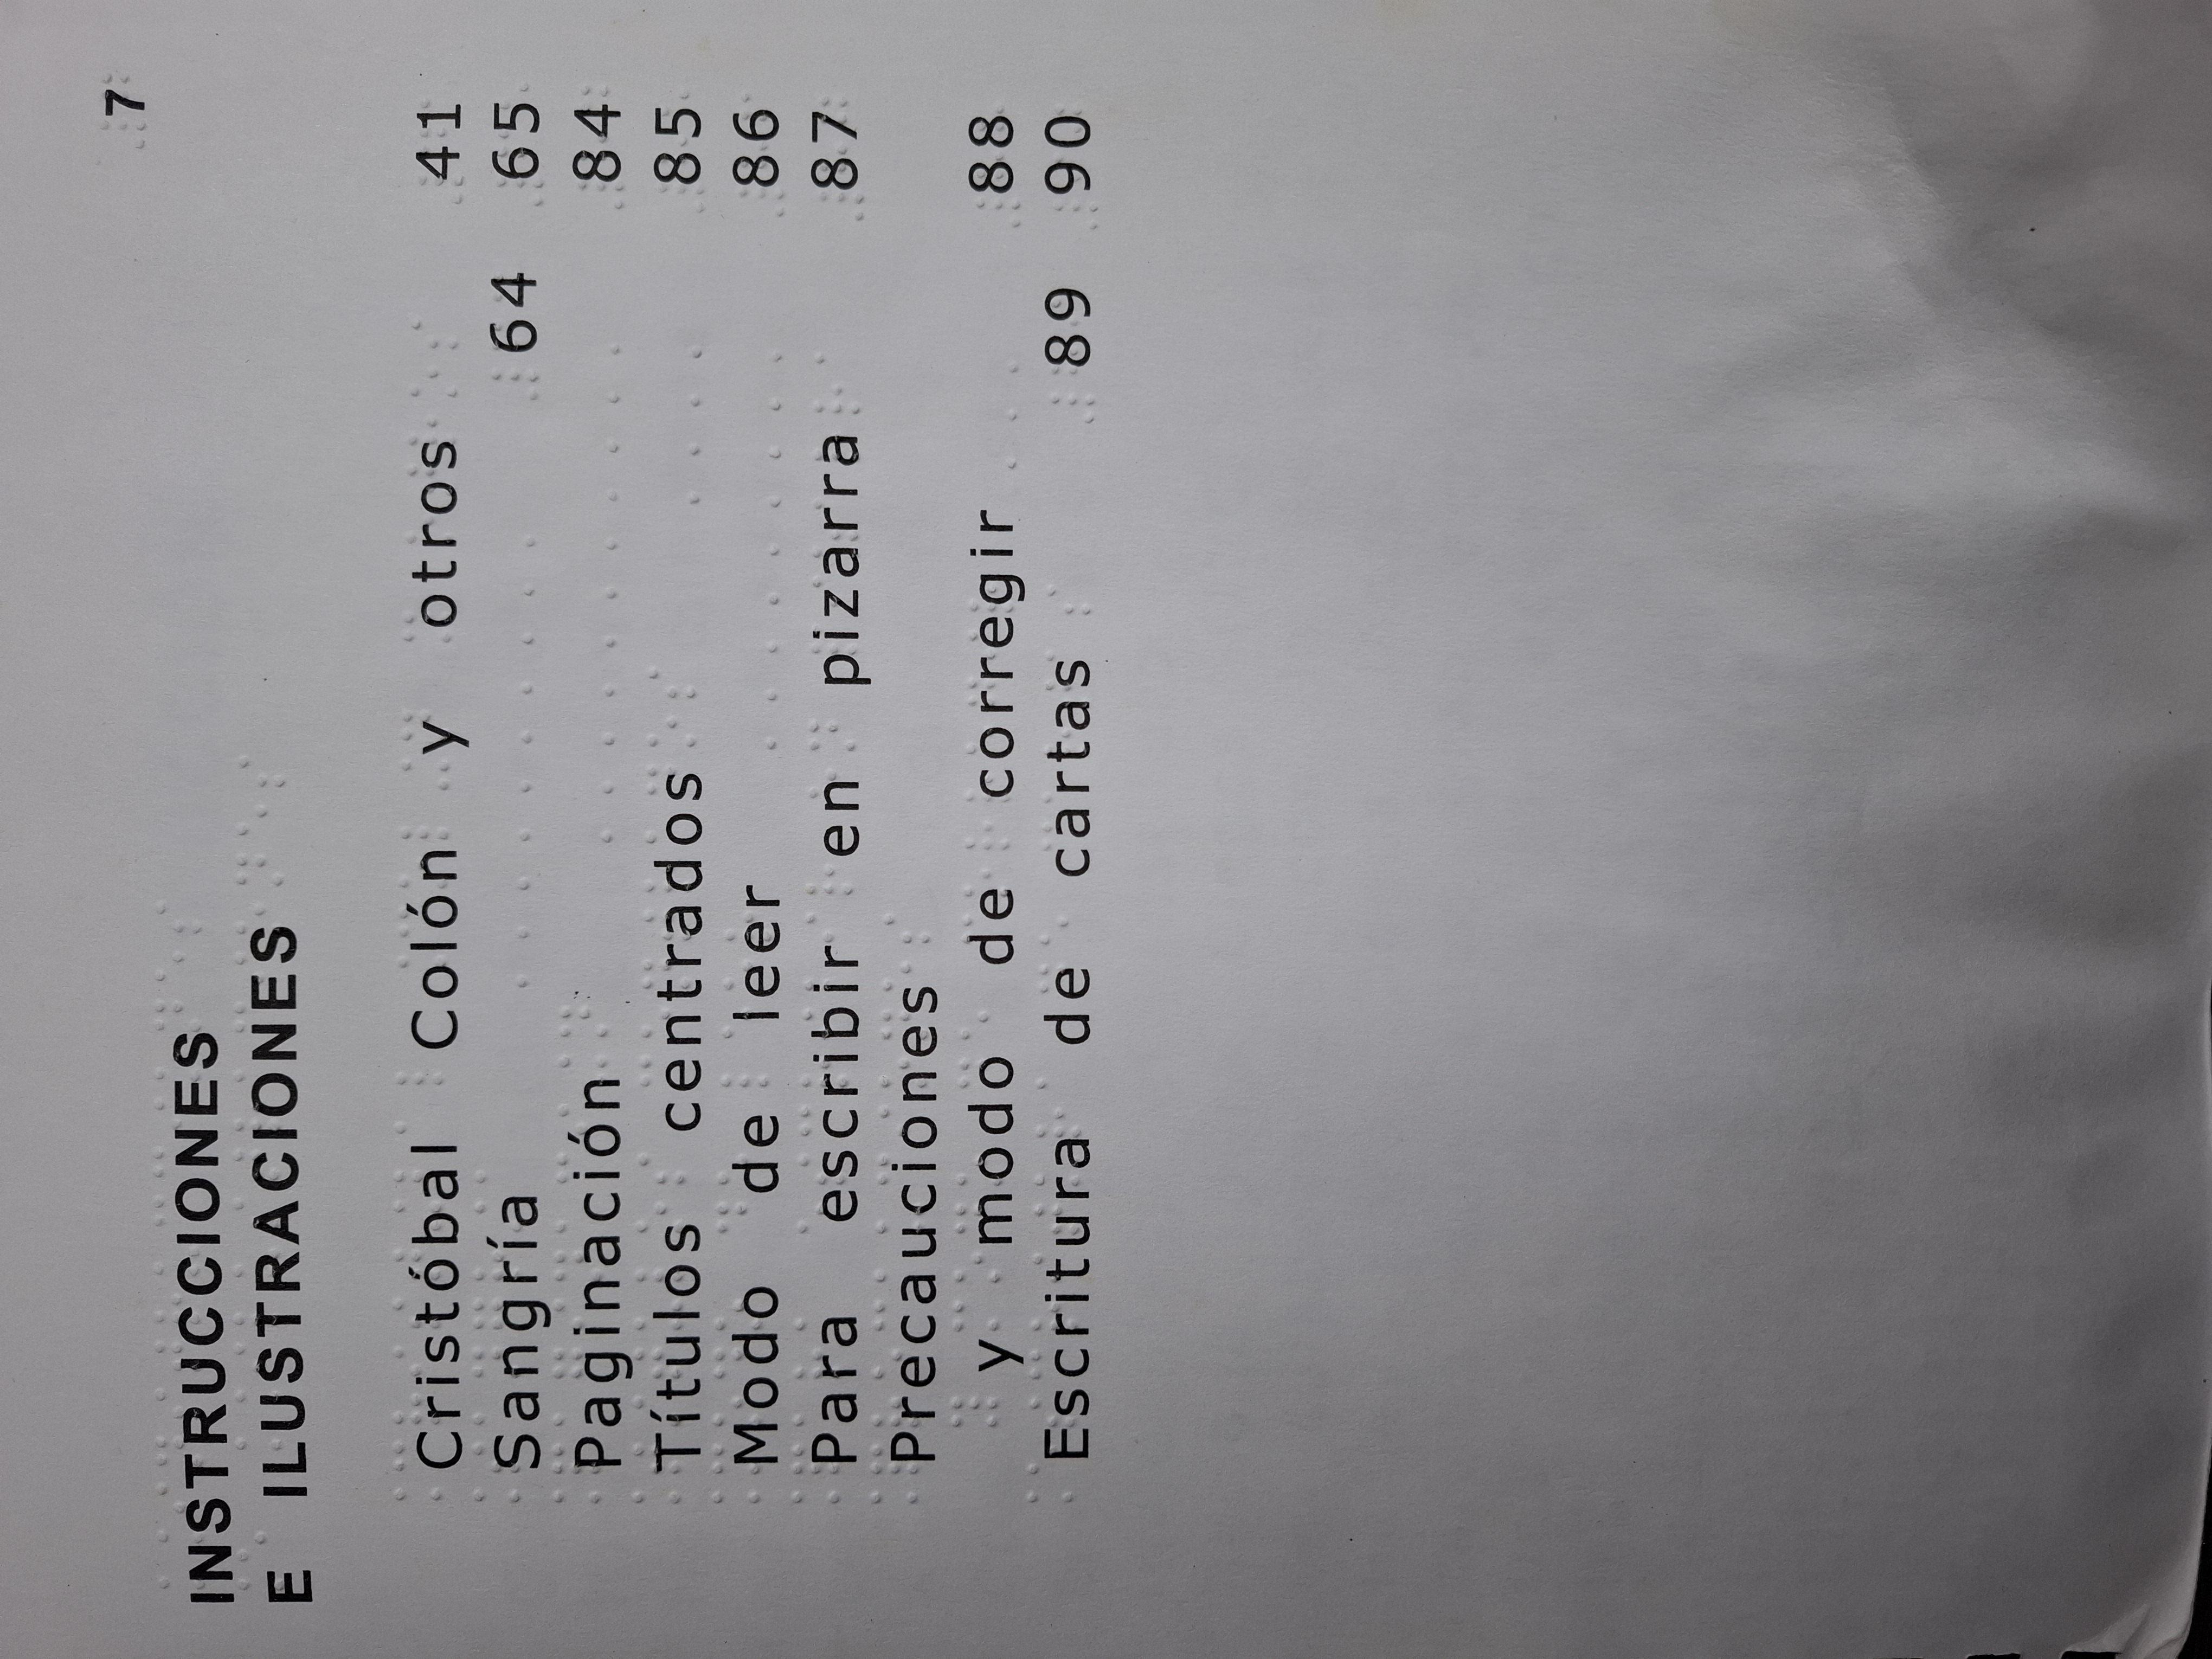 7
INSTRUCCIONES
E ILUSTRACIONES
Cristóbal Colón y otros 41
Sangría 64 65
Paginación 84
Títulos centrados 85
Modo de leer 86
Para escribir en pizarra 87
Precauciones
y modo de corregir 88
Escritura de cartas 89 90